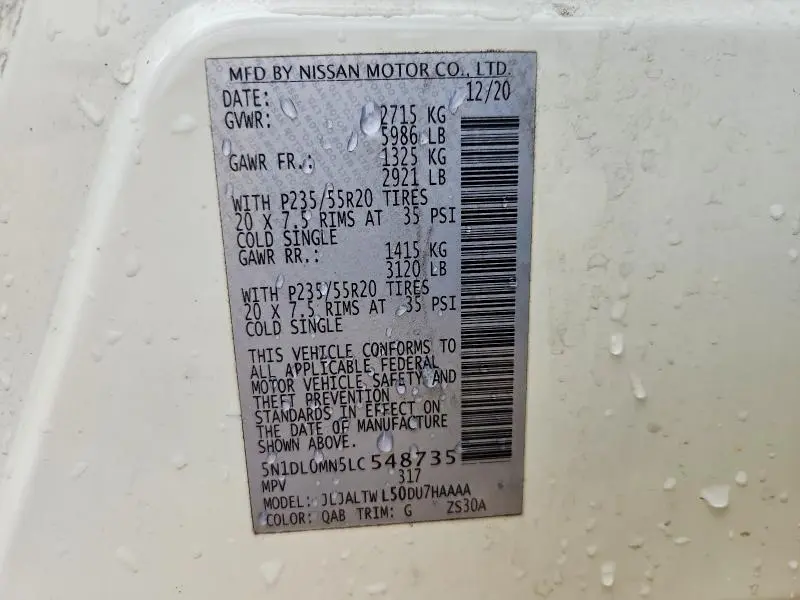 MFD BY NISSAN MOTOR CO., LTD.
DATE: 12/20
GVWR: 2715 KG
5986 LB
GAWR FR.: 1325 KG
2921 LB
WITH P235/55R20 TIRES
20 X 7.5 RIMS AT 35 PSI
COLD SINGLE
GAWR RR.: 1415 KG
3120 LB
WITH P235/55R20 TIRES
20 X 7.5 RIMS AT 35 PSI
COLD SINGLE
THIS VEHICLE CONFORMS TO
ALL APPLICABLE FEDERAL
MOTOR VEHICLE SAFETY AND
THEFT PREVENTION
STANDARDS IN EFFECT ON
THE DATE OF MANUFACTURE
SHOWN ABOVE.
5N1DL0MN5LC548735
MPV 317
MODEL: JLJALTWL50DU7HAAAA
COLOR: QAB TRIM: G ZS30A